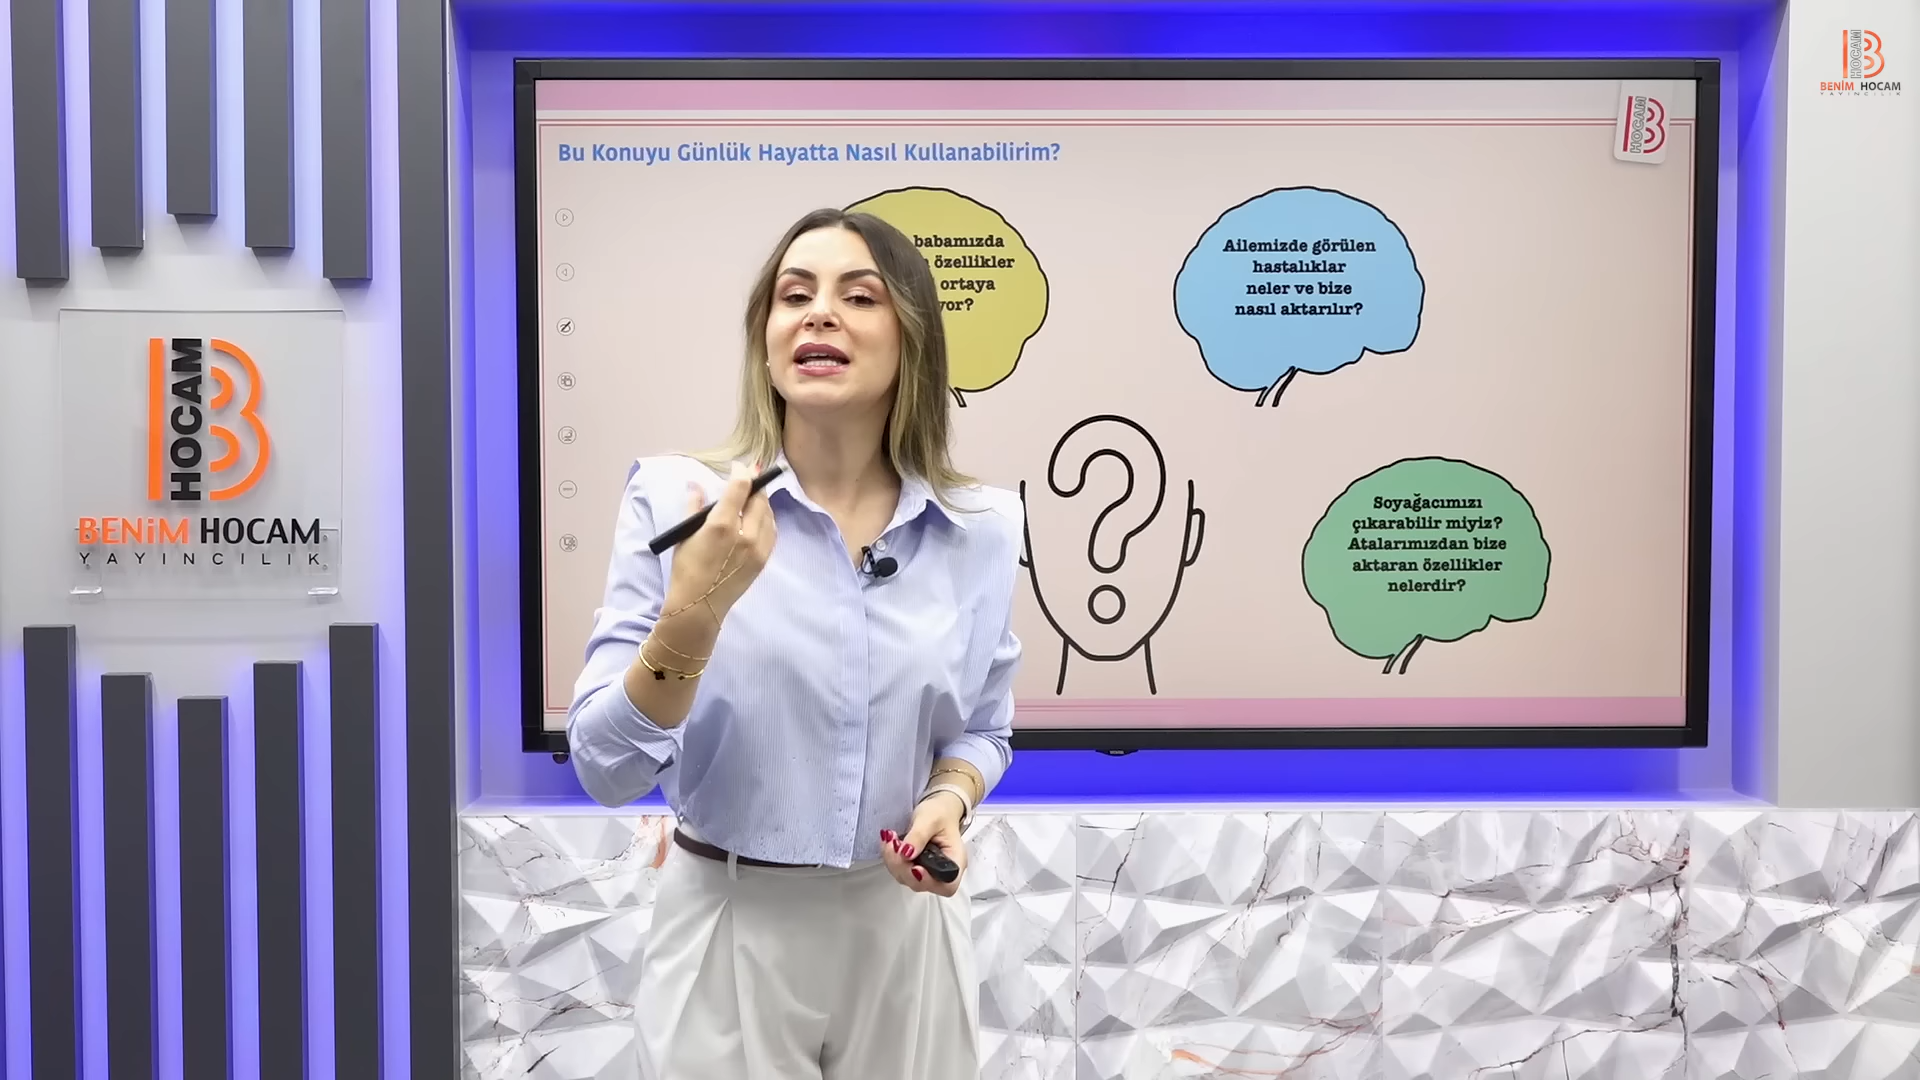 HOCAM
BENİM HOCAM
YAYINCILIK
HOCAM
Bu Konuyu Günlük Hayatta Nasıl Kullanabilirim?
babamızda
özellikler
ortaya
Ailemizde görülen
hastalıklar
neler ve bize
nasıl aktarılır?
Soyağacımızı
çıkarabilir miyiz?
Atalarımızdan bize
aktaran özellikler
nelerdir?
HOCAM
BENİM HOCAM
YAYINCILIK